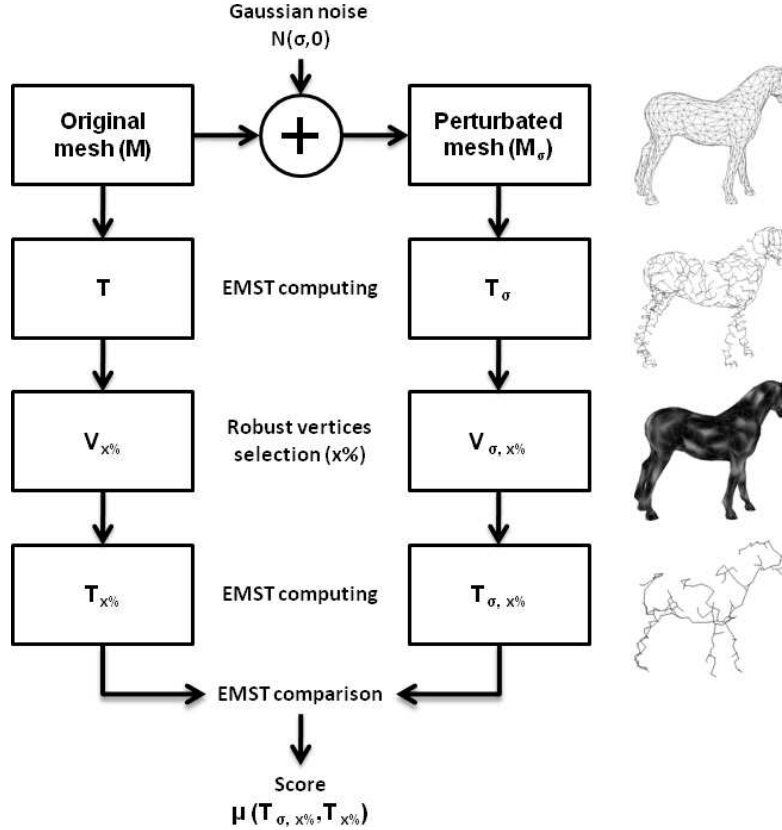 Gaussian noise
N(σ,0)
Original
mesh (M)
+
Perturbated
mesh (Mσ)
T
EMST computing
Tσ
Vx%
Robust vertices
selection (x%)
Vσ, x%
Tx%
EMST computing
Tσ, x%
EMST comparison
Score
μ (Tσ, x%,Tx%)